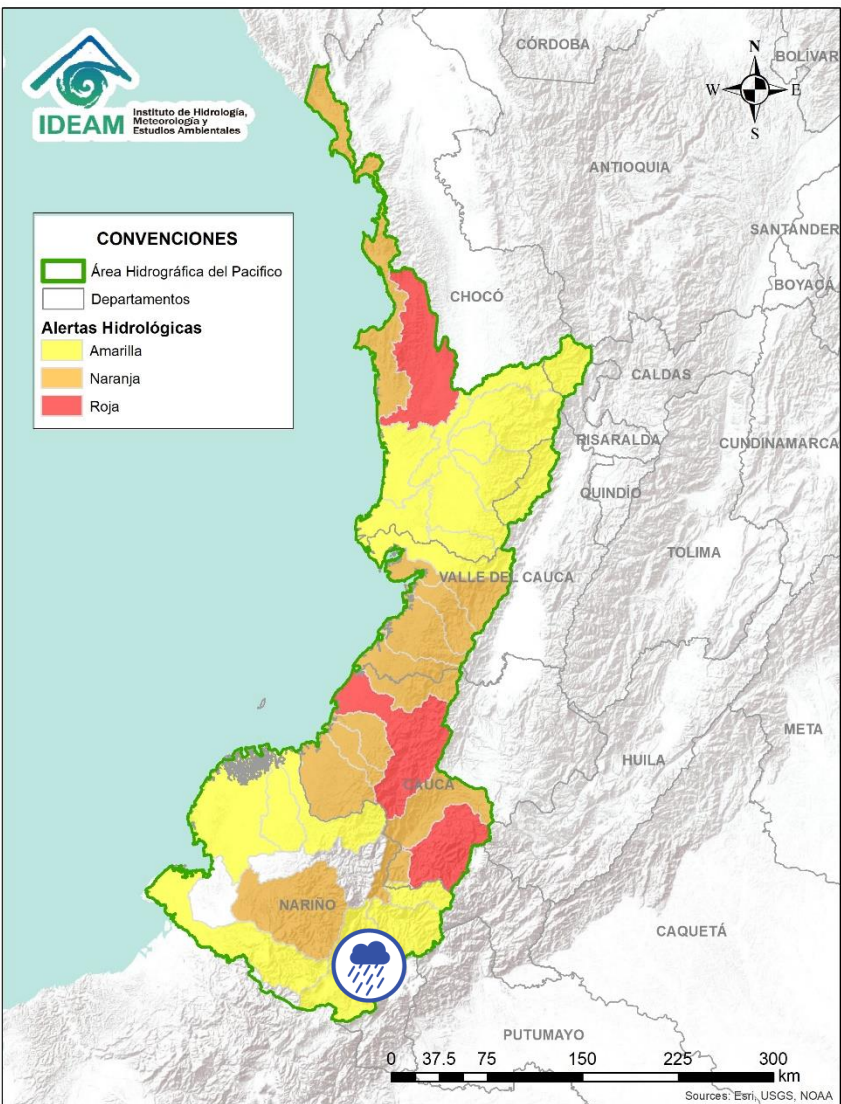 IDEAM
Instituto de Hidrología,
Meteorología y
Estudios Ambientales
N
W
E
S
CÓRDOBA
BOLÍVAR
ANTIOQUIA
SANTANDER
BOYACÁ
CONVENCIONES
Área Hidrográfica del Pacifico
Departamentos
Alertas Hidrológicas
Amarilla
Naranja
Roja
CHOCÓ
CALDAS
RISARALDA
CUNDINAMARCA
QUINDÍO
TOLIMA
VALLE DEL CAUCA
META
HUILA
CAUCA
NARIÑO
CAQUETÁ
PUTUMAYO
0 37.5 75 150 225 300
km
Sources: Esri, USGS, NOAA